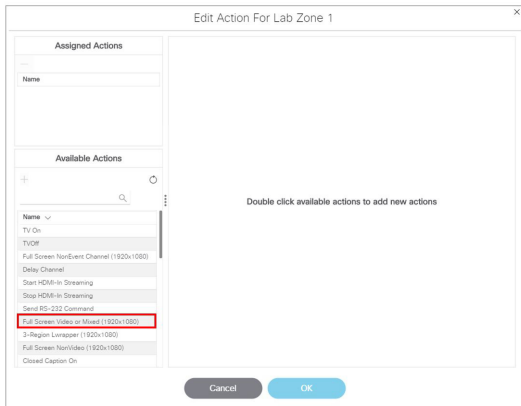 Edit Action For Lab Zone 1
Assigned Actions
Name
Available Actions
Name
TV On
TVOff
Full Screen NonEvent Channel (1920x1080)
Delay Channel
Start HDMI-In Streaming
Stop HDMI-In Streaming
Send RS-232 Command
Full Screen Video or Mixed (1920x1080)
3-Region Lwrapper (1920x1080)
Full Screen NonVideo (1920x1080)
Closed Caption On
Double click available actions to add new actions
Cancel
OK